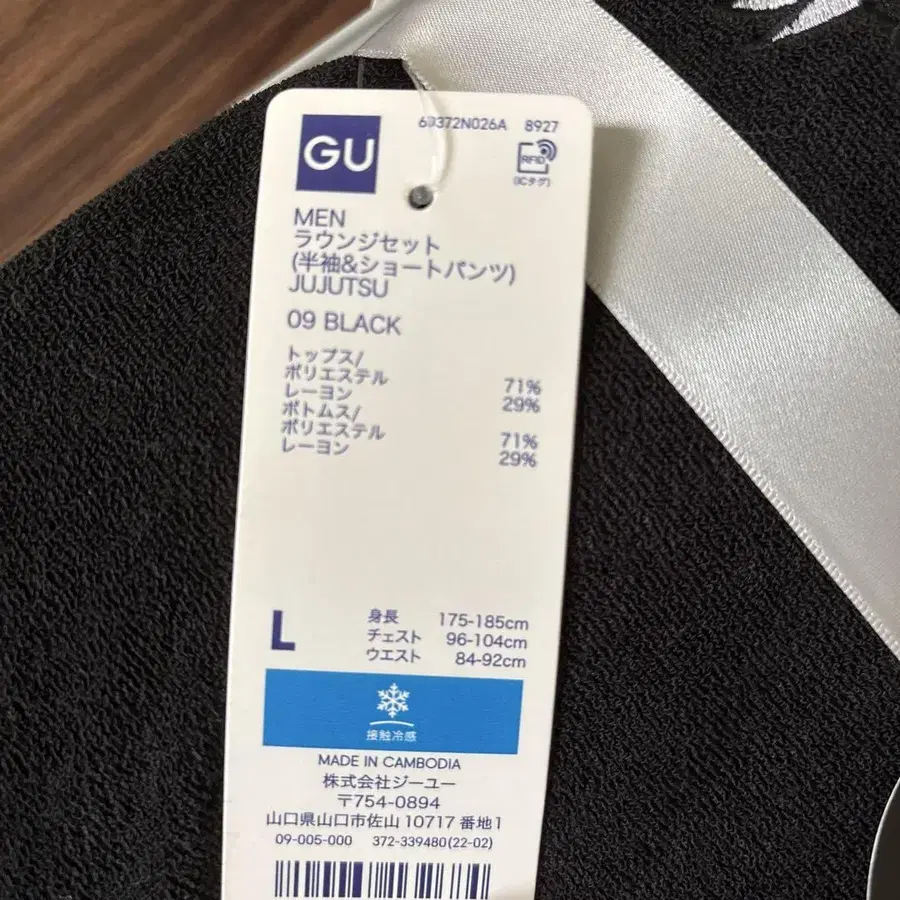 GU
60372N026A 8927
RFID
(ICタグ)
MEN
ラウンジセット
(半袖&ショートパンツ)
JUJUTSU
09 BLACK
トップス/
ポリエステル 71%
レーヨン 29%
ボトムス/
ポリエステル 71%
レーヨン 29%
L
身長 175-185cm
チェスト 96-104cm
ウエスト 84-92cm
接触冷感
MADE IN CAMBODIA
株式会社ジーユー
〒754-0894
山口県山口市佐山 10717 番地1
09-005-000 372-339480(22-02)